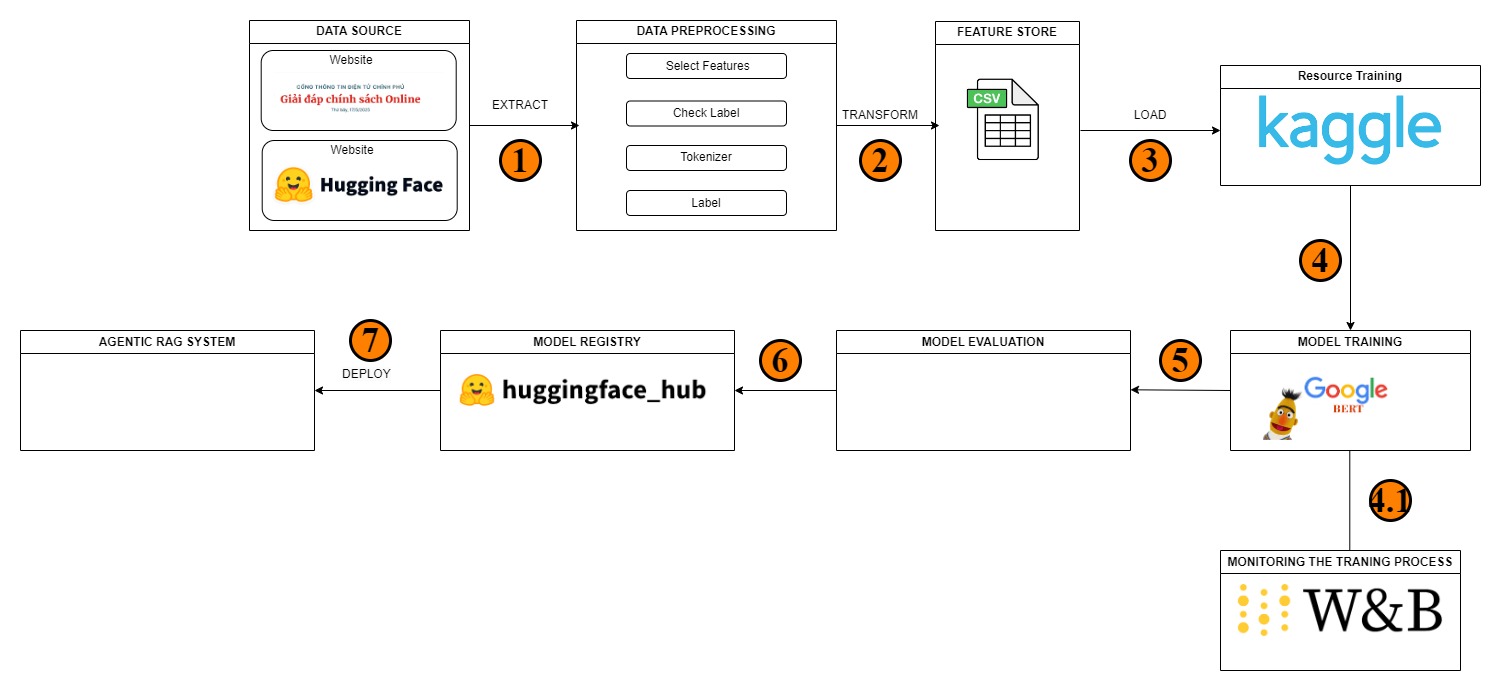 DATA SOURCE
Website
CỔNG THÔNG TIN ĐIỆN TỬ CHÍNH PHỦ
Giải đáp chính sách Online
Website
Hugging Face
EXTRACT
1
DATA PREPROCESSING
Select Features
Check Label
Tokenizer
Label
TRANSFORM
2
FEATURE STORE
CSV
LOAD
3
Resource Training
kaggle
4
MODEL TRAINING
Google
BERT
4.1
MONITORING THE TRANING PROCESS
W&B
5
MODEL EVALUATION
6
MODEL REGISTRY
huggingface_hub
7
DEPLOY
AGENTIC RAG SYSTEM